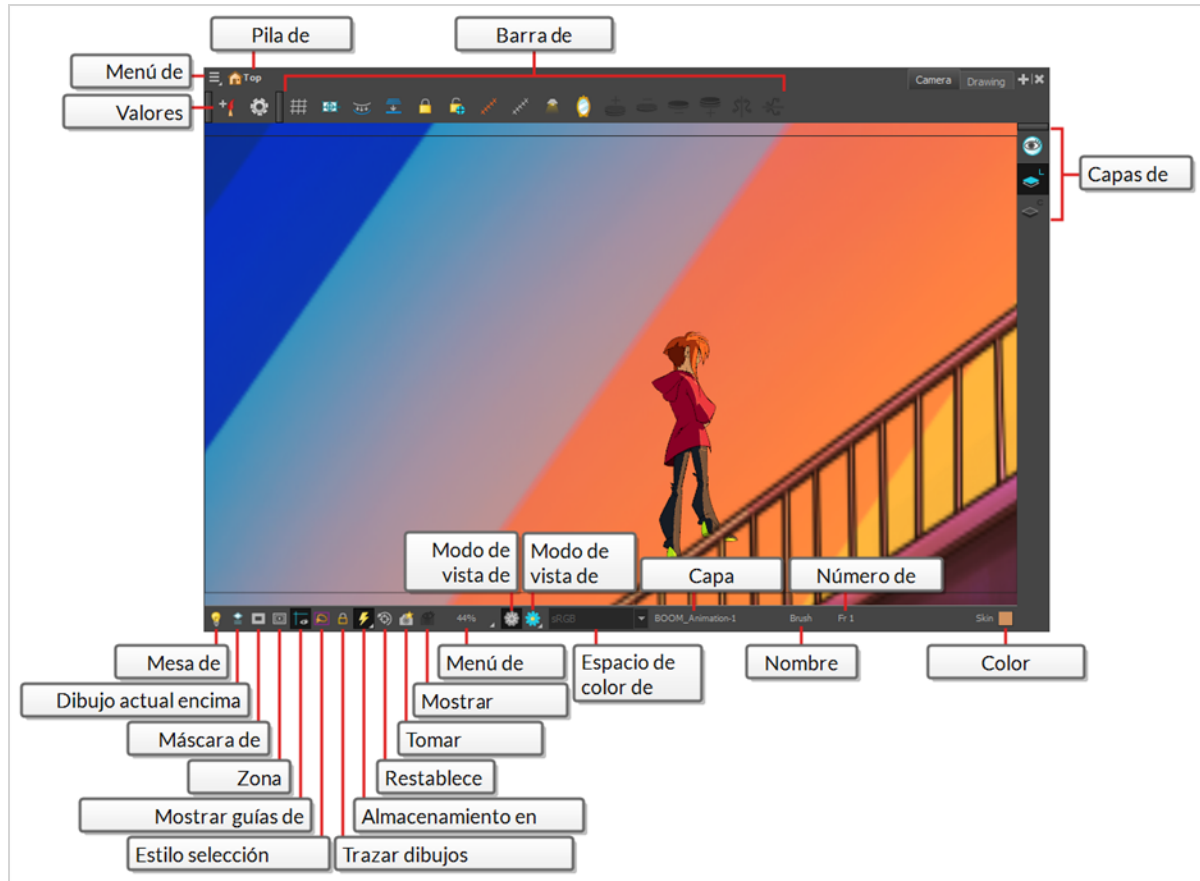 Pila de
Barra de
Menú de
Top
Camera
Drawing
Valores
Capas de
Modo de
vista de
Modo de
vista de
Capa
Número de
44%
sRGB
BOOM_Animation-1
Brush
Fr 1
Skin
Mesa de
Menú de
Espacio de
color de
Nombre
Color
Dibujo actual encima
Mostrar
Máscara de
Tomar
Zona
Restablece
Mostrar guías de
Almacenamiento en
Estilo selección
Trazar dibujos